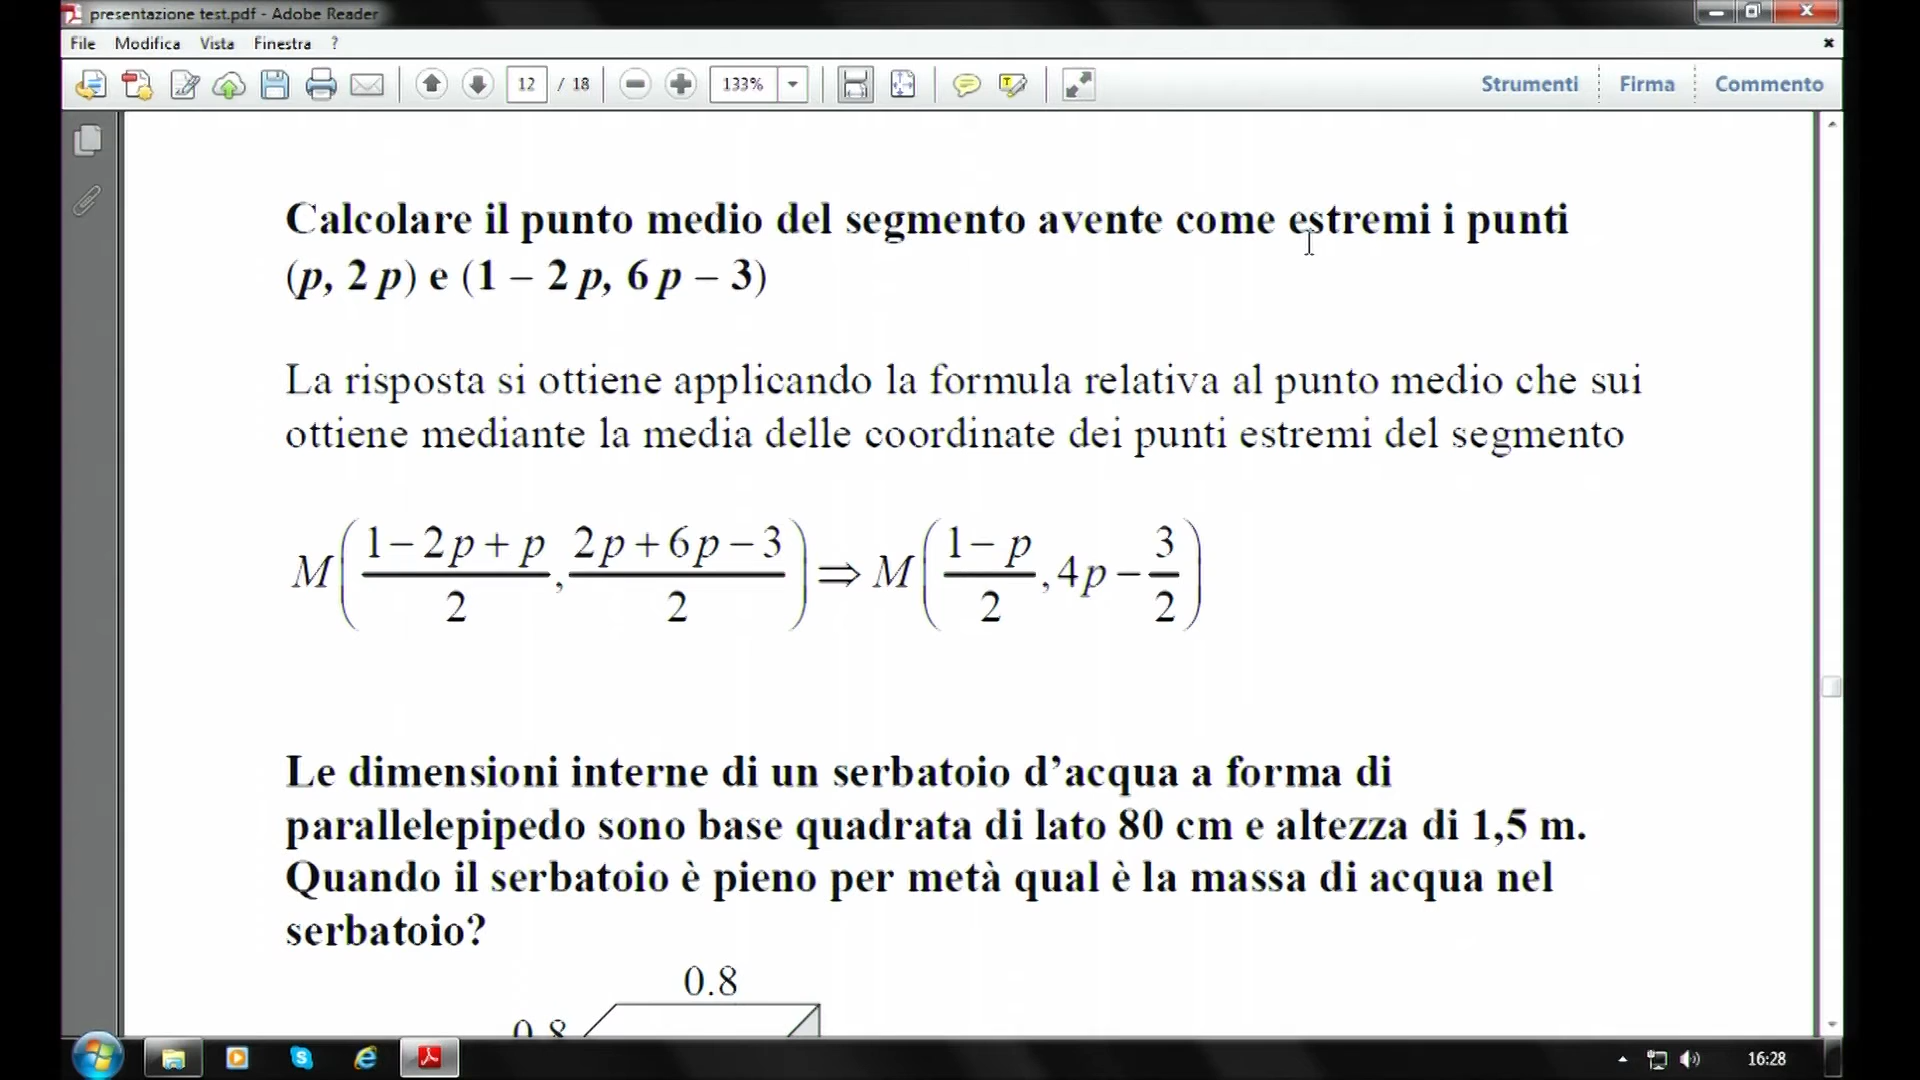 presentazione test.pdf - Adobe Reader
File Modifica Vista Finestra ?
12 / 18 133% Strumenti Firma Commento
Calcolare il punto medio del segmento avente come estremi i punti
(p, 2 p) e (1 – 2 p, 6 p – 3)
La risposta si ottiene applicando la formula relativa al punto medio che sui
ottiene mediante la media delle coordinate dei punti estremi del segmento
M((1 − 2p + p)/2, (2p + 6p − 3)/2) ⇒ M((1 − p)/2, 4p − 3/2)
Le dimensioni interne di un serbatoio d’acqua a forma di
parallelepipedo sono base quadrata di lato 80 cm e altezza di 1,5 m.
Quando il serbatoio è pieno per metà qual è la massa di acqua nel
serbatoio?
0.8
0.8
16:28